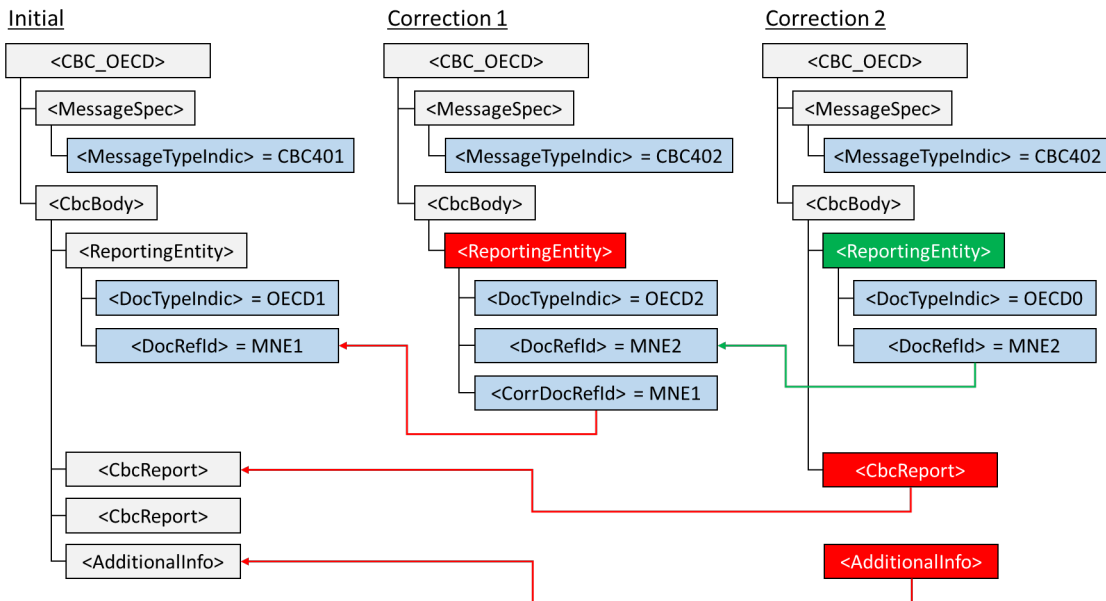 Initial
Correction 1
Correction 2
<CBC_OECD>
<CBC_OECD>
<CBC_OECD>
<MessageSpec>
<MessageSpec>
<MessageSpec>
<MessageTypeIndic> = CBC401
<MessageTypeIndic> = CBC402
<MessageTypeIndic> = CBC402
<CbcBody>
<CbcBody>
<CbcBody>
<ReportingEntity>
<ReportingEntity>
<ReportingEntity>
<DocTypeIndic> = OECD1
<DocTypeIndic> = OECD2
<DocTypeIndic> = OECD0
<DocRefId> = MNE1
<DocRefId> = MNE2
<DocRefId> = MNE2
<CorrDocRefId> = MNE1
<CbcReport>
<CbcReport>
<CbcReport>
<AdditionalInfo>
<AdditionalInfo>